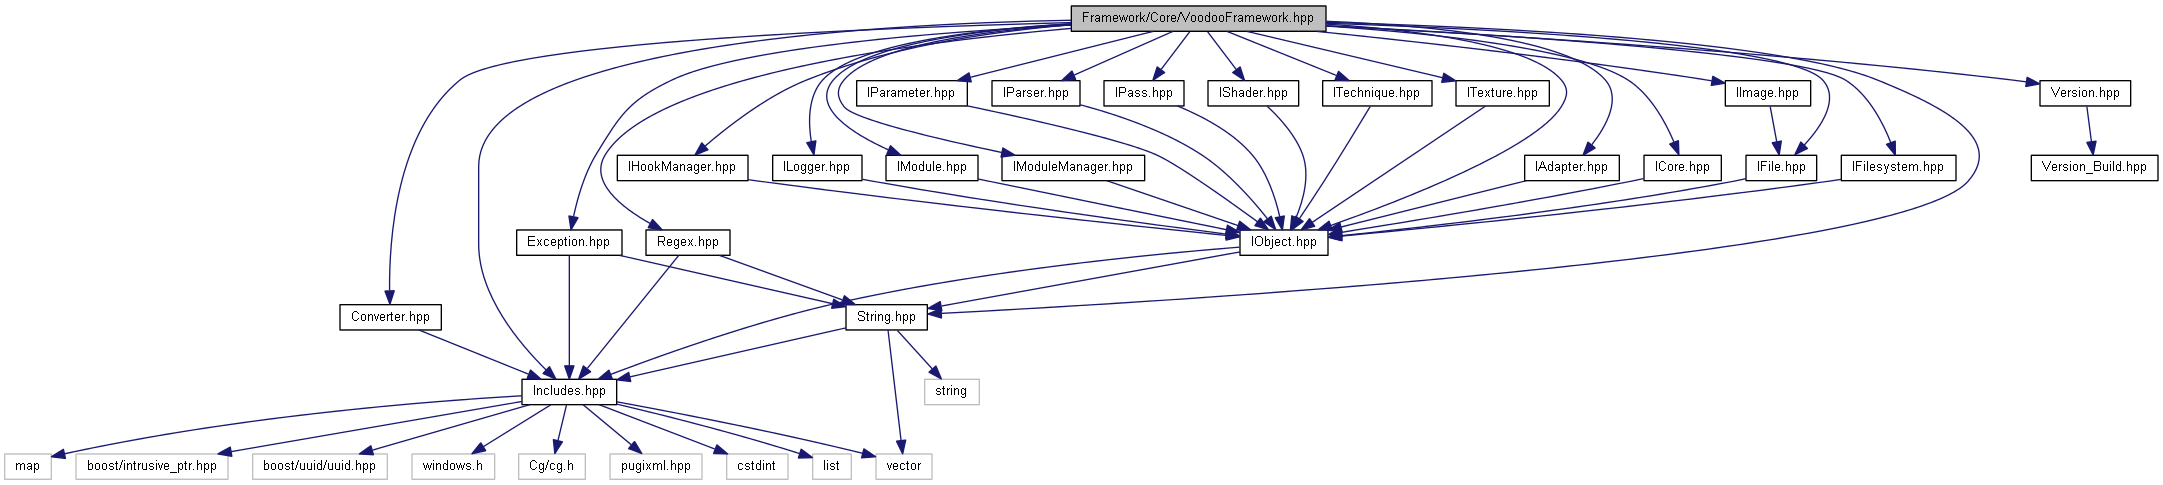 Framework/Core/VoodooFramework.hpp
IParameter.hpp
IParser.hpp
IPass.hpp
IShader.hpp
ITechnique.hpp
ITexture.hpp
IImage.hpp
Version.hpp
IHookManager.hpp
ILogger.hpp
IModule.hpp
IModuleManager.hpp
IAdapter.hpp
ICore.hpp
IFile.hpp
IFilesystem.hpp
Version_Build.hpp
Exception.hpp
Regex.hpp
IObject.hpp
Converter.hpp
String.hpp
Includes.hpp
string
map
boost/intrusive_ptr.hpp
boost/uuid/uuid.hpp
windows.h
Cg/cg.h
pugixml.hpp
cstdint
list
vector